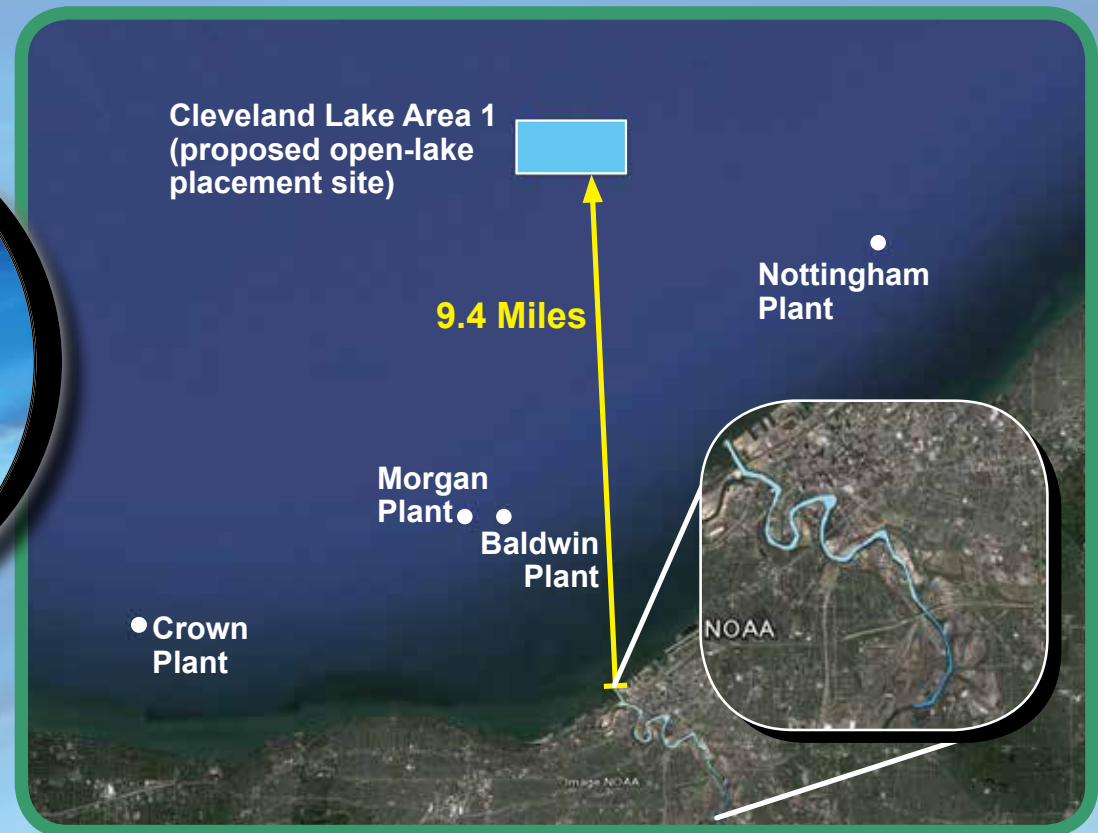 Cleveland Lake Area 1
(proposed open-lake
placement site)
Nottingham
Plant
9.4 Miles
Morgan
Plant
Baldwin
Plant
Crown
Plant
NOAA
Image NOAA